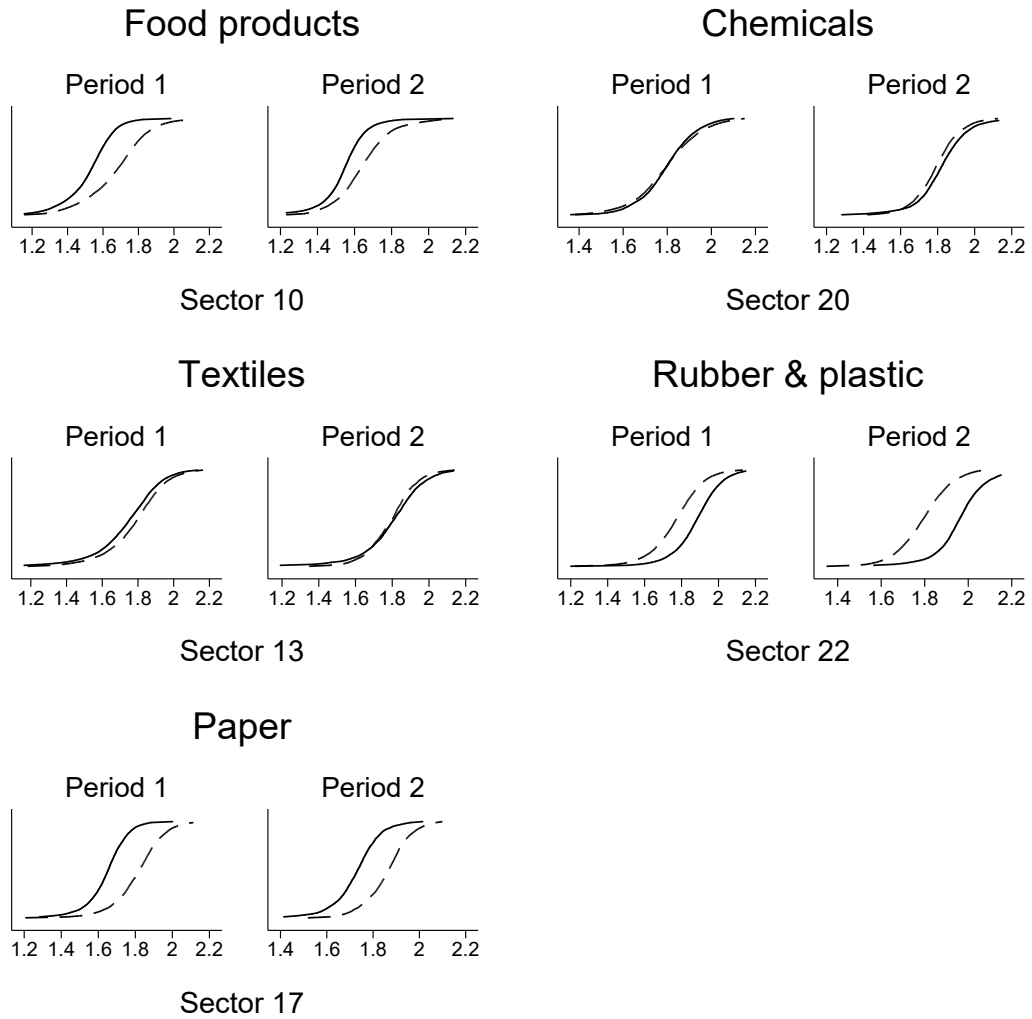 Food products
Period 1
Period 2
1.2 1.4 1.6 1.8 2 2.2
1.2 1.4 1.6 1.8 2 2.2
Sector 10
Chemicals
Period 1
Period 2
1.4 1.6 1.8 2 2.2
1.2 1.4 1.6 1.8 2 2.2
Sector 20
Textiles
Period 1
Period 2
1.2 1.4 1.6 1.8 2 2.2
1.2 1.4 1.6 1.8 2 2.2
Sector 13
Rubber & plastic
Period 1
Period 2
1.2 1.4 1.6 1.8 2 2.2
1.4 1.6 1.8 2 2.2
Sector 22
Paper
Period 1
Period 2
1.2 1.4 1.6 1.8 2 2.2
1.4 1.6 1.8 2 2.2
Sector 17